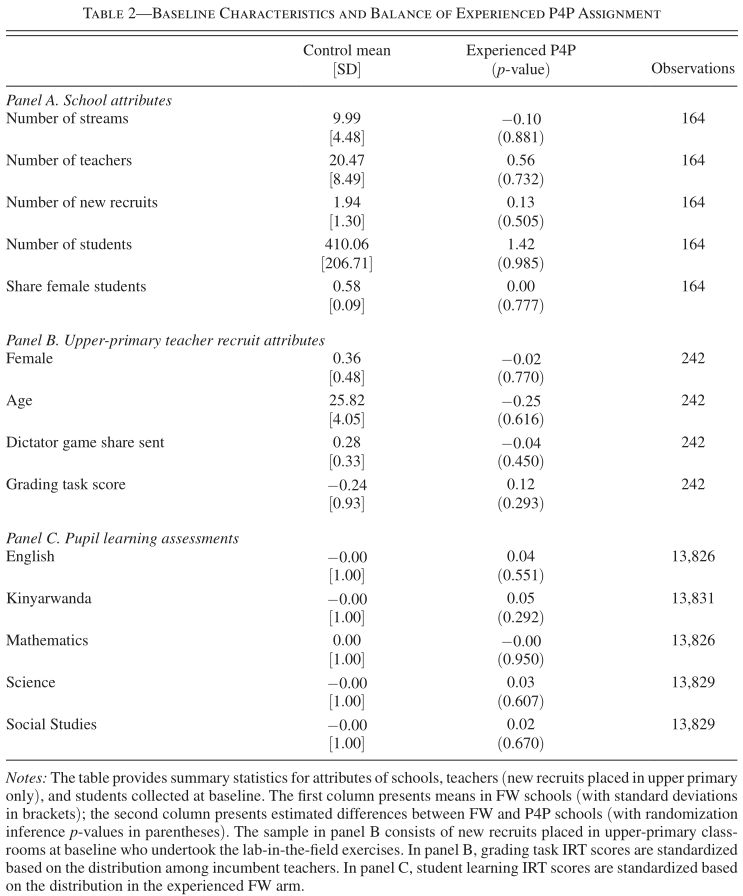 TABLE 2—BASELINE CHARACTERISTICS AND BALANCE OF EXPERIENCED P4P ASSIGNMENT
Control mean Experienced P4P
[SD] (p-value) Observations
Panel A. School attributes
Number of streams 9.99 −0.10 164
[4.48] (0.881)
Number of teachers 20.47 0.56 164
[8.49] (0.732)
Number of new recruits 1.94 0.13 164
[1.30] (0.505)
Number of students 410.06 1.42 164
[206.71] (0.985)
Share female students 0.58 0.00 164
[0.09] (0.777)
Panel B. Upper-primary teacher recruit attributes
Female 0.36 −0.02 242
[0.48] (0.770)
Age 25.82 −0.25 242
[4.05] (0.616)
Dictator game share sent 0.28 −0.04 242
[0.33] (0.450)
Grading task score −0.24 0.12 242
[0.93] (0.293)
Panel C. Pupil learning assessments
English −0.00 0.04 13,826
[1.00] (0.551)
Kinyarwanda −0.00 0.05 13,831
[1.00] (0.292)
Mathematics 0.00 −0.00 13,826
[1.00] (0.950)
Science −0.00 0.03 13,829
[1.00] (0.607)
Social Studies −0.00 0.02 13,829
[1.00] (0.670)
Notes: The table provides summary statistics for attributes of schools, teachers (new recruits placed in upper primary
only), and students collected at baseline. The first column presents means in FW schools (with standard deviations
in brackets); the second column presents estimated differences between FW and P4P schools (with randomization
inference p-values in parentheses). The sample in panel B consists of new recruits placed in upper-primary class-
rooms at baseline who undertook the lab-in-the-field exercises. In panel B, grading task IRT scores are standardized
based on the distribution among incumbent teachers. In panel C, student learning IRT scores are standardized based
on the distribution in the experienced FW arm.